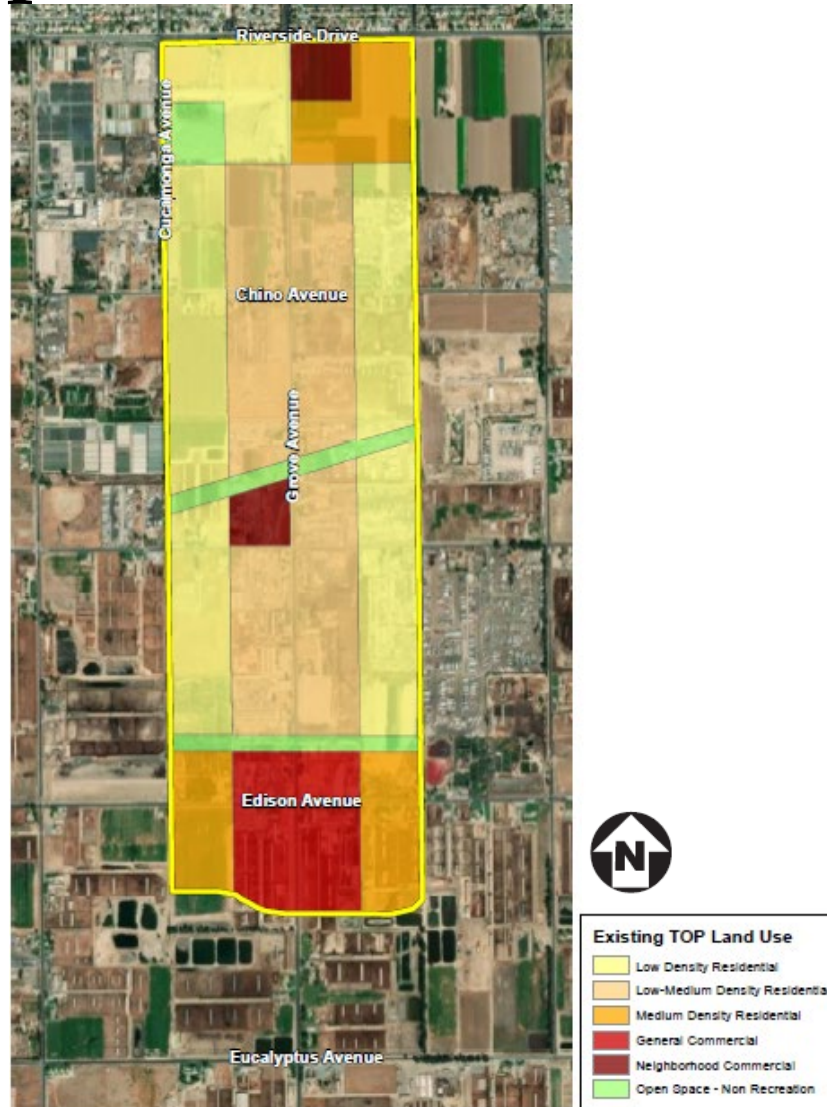 Riverside Drive
Cucamonga Avenue
Chino Avenue
Grove Avenue
Edison Avenue
Eucalyptus Avenue
N
Existing TOP Land Use
Low Density Residential
Low-Medium Density Residentia
Medium Density Residential
General Commercial
Neighborhood Commercial
Open Space - Non Recreation